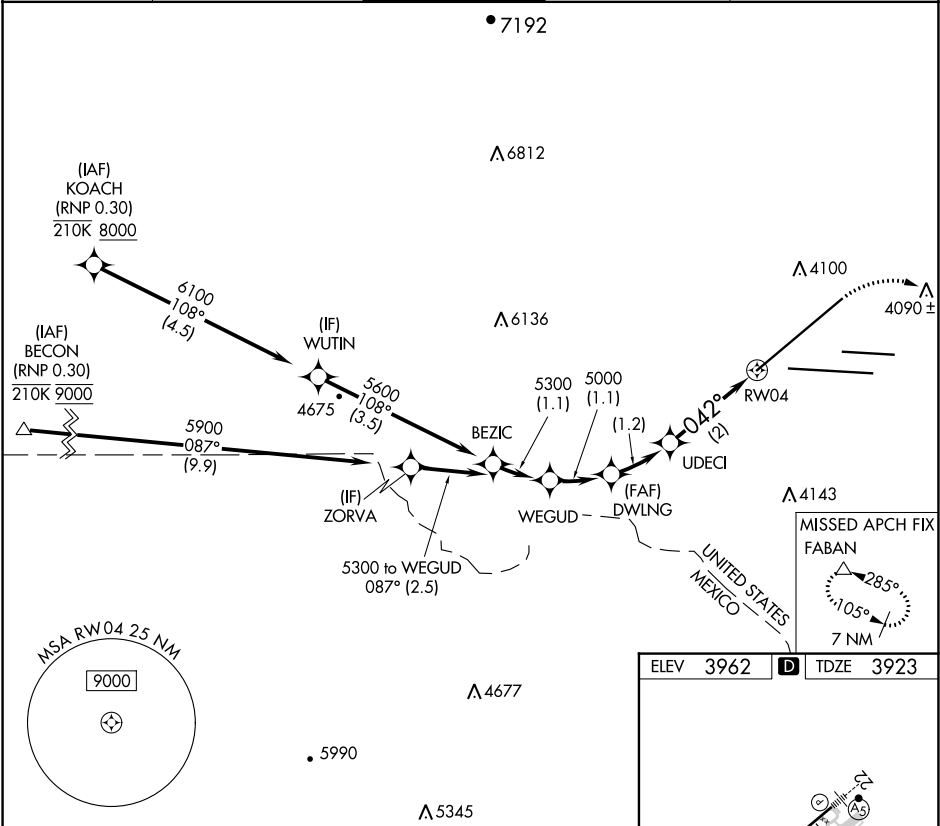 7192
6812
(IAF)
KOACH
(RNP 0.30)
210K 8000
6100
108°
(4.5)
4100
4090 ±
6136
(IAF)
BECON
(RNP 0.30)
210K 9000
(IF)
WUTIN
4675
5600
108°
(3.5)
5300
(1.1)
5000
(1.1)
(1.2)
042°
(2)
RW04
5900
087°
(9.9)
BEZIC
UDECI
(IF)
ZORVA
WEGUD
(FAF)
DWLNG
4143
5300 to WEGUD
087° (2.5)
UNITED STATES
MEXICO
MISSED APCH FIX
FABAN
285°
105°
7 NM
MSA RW04 25 NM
9000
ELEV 3962 D TDZE 3923
4677
5990
5345
22
P
A5